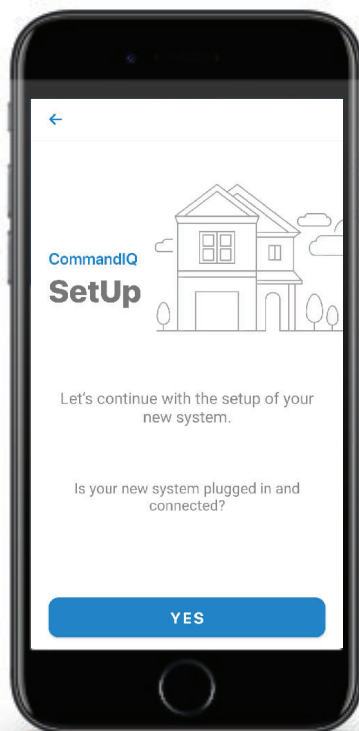 CommandIQ
SetUp
Let's continue with the setup of your
new system.
Is your new system plugged in and
connected?
YES